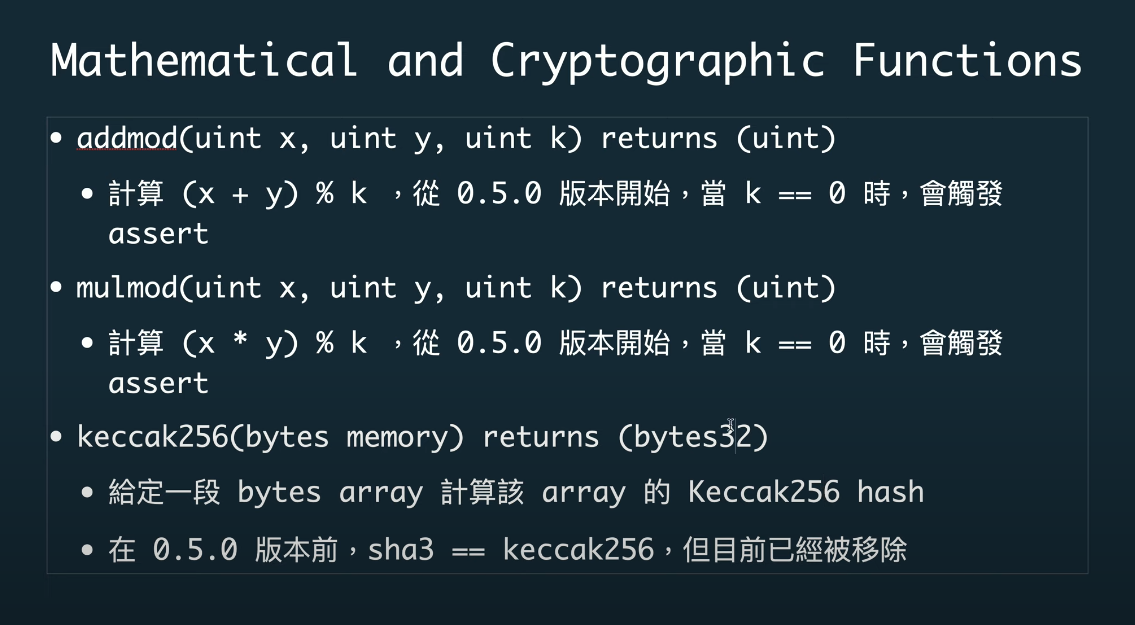 Mathematical and Cryptographic Functions
• addmod(uint x, uint y, uint k) returns (uint)
• 計算 (x + y) % k ，從 0.5.0 版本開始，當 k == 0 時，會觸發
assert
• mulmod(uint x, uint y, uint k) returns (uint)
• 計算 (x * y) % k ，從 0.5.0 版本開始，當 k == 0 時，會觸發
assert
• keccak256(bytes memory) returns (bytes32)
• 給定一段 bytes array 計算該 array 的 Keccak256 hash
• 在 0.5.0 版本前，sha3 == keccak256，但目前已經被移除